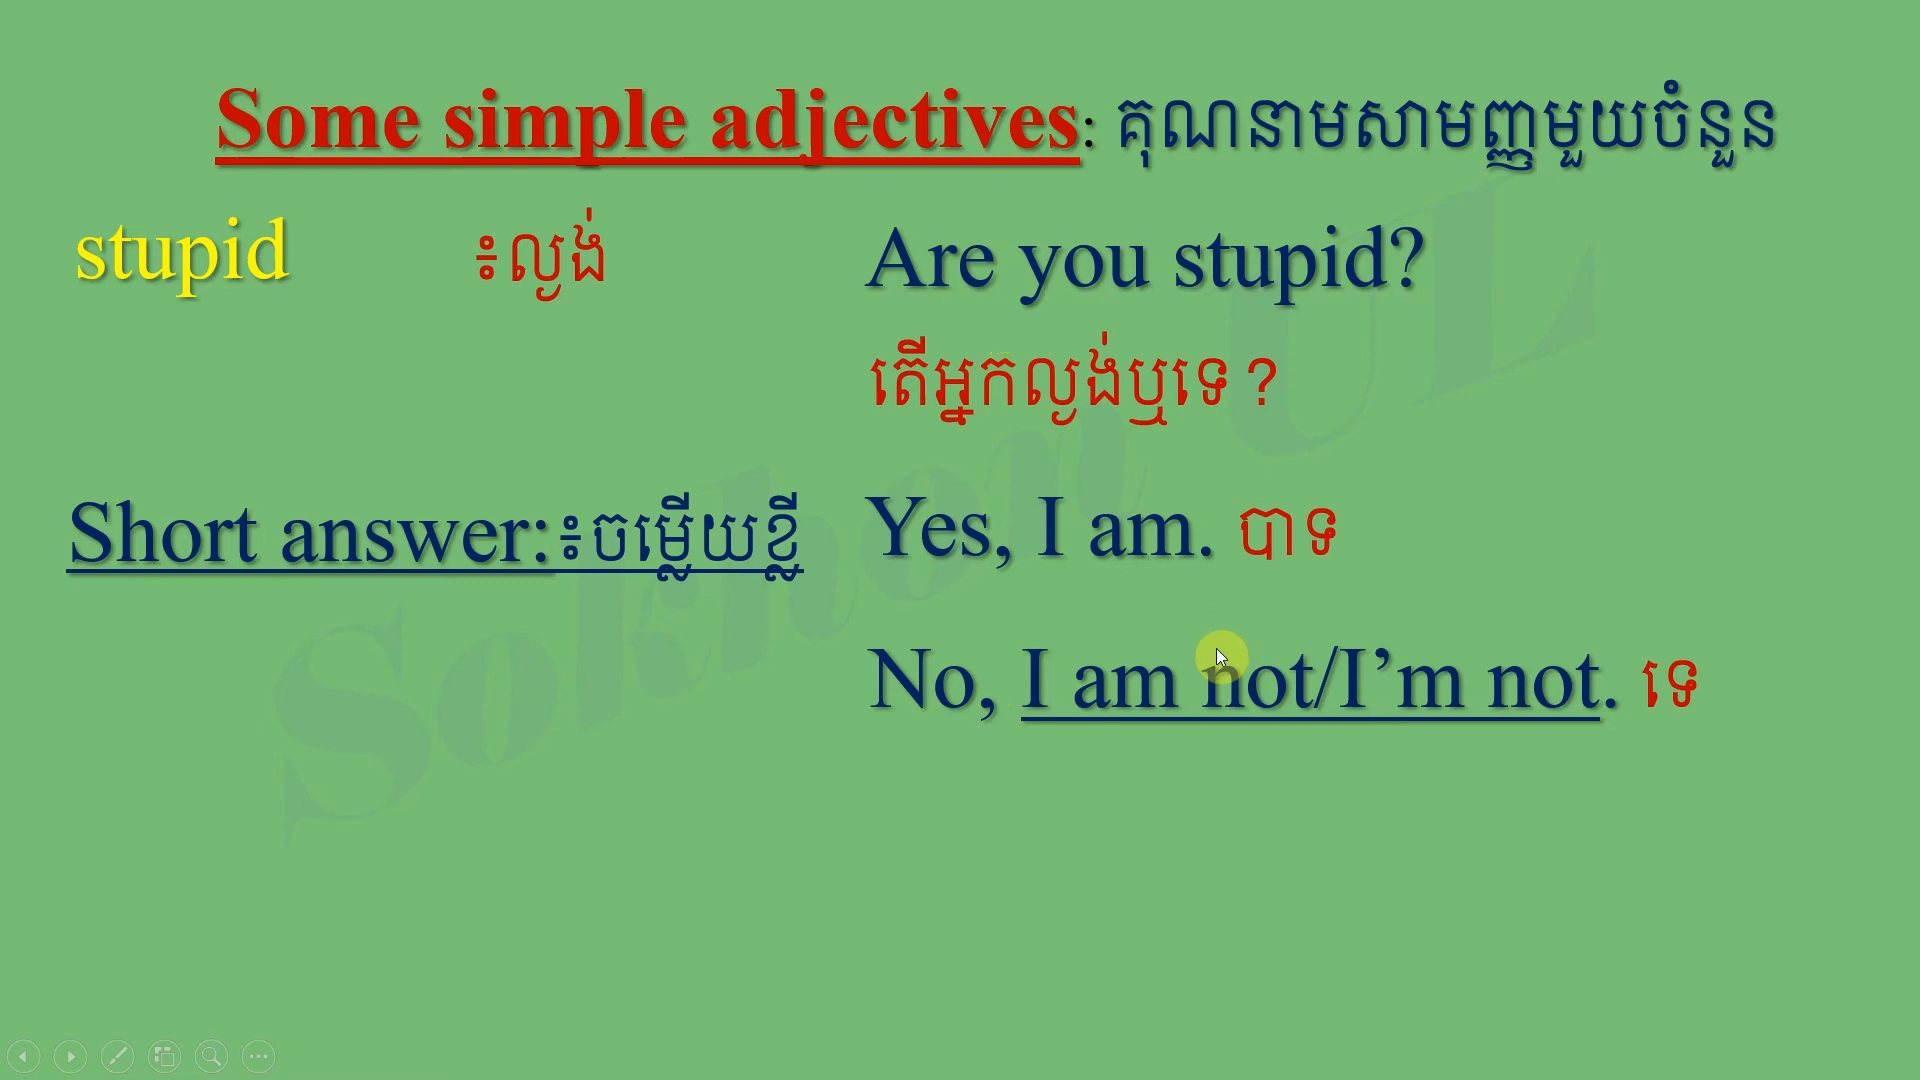 Some simple adjectives: គុណនាមសាមញ្ញមួយចំនួន
stupid ៖ល្ងង់ Are you stupid?
តើអ្នកល្ងង់ឬទេ ?
Short answer:៖ចម្លើយខ្លី Yes, I am. បាទ
No, I am not/I’m not. ទេ
Sokhon UL